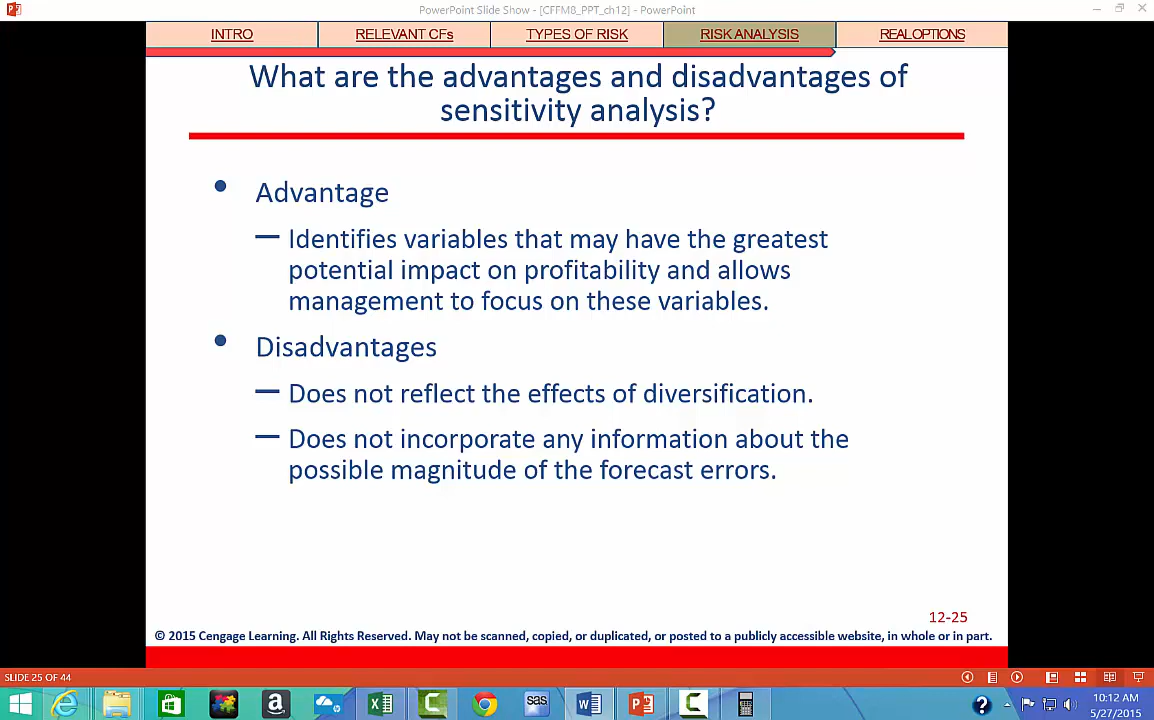 PowerPoint Slide Show - [CFFM8_PPT_ch12] - PowerPoint
INTRO
RELEVANT CFs
TYPES OF RISK
RISK ANALYSIS
REAL OPTIONS
What are the advantages and disadvantages of
sensitivity analysis?
• Advantage
— Identifies variables that may have the greatest
potential impact on profitability and allows
management to focus on these variables.
• Disadvantages
— Does not reflect the effects of diversification.
— Does not incorporate any information about the
possible magnitude of the forecast errors.
12-25
© 2015 Cengage Learning. All Rights Reserved. May not be scanned, copied, or duplicated, or posted to a publicly accessible website, in whole or in part.
SLIDE 25 OF 44
sas
10:12 AM
5/27/2015